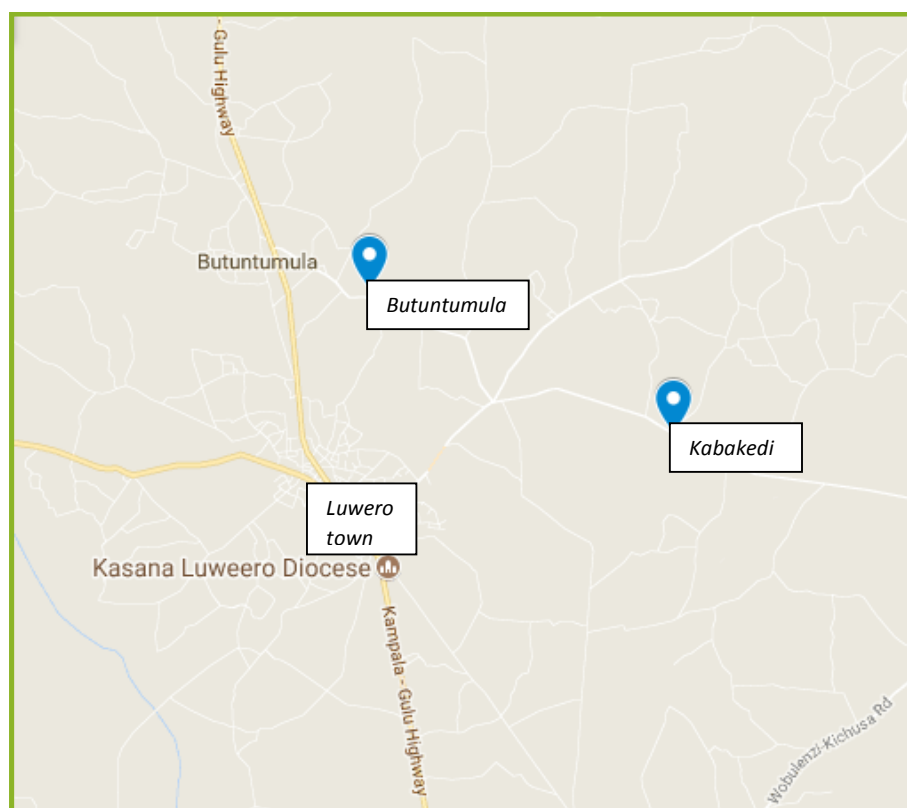 - Gulu Highway
Butuntumula
Butuntumula
Kabakedi
Luwero
town
Kasana Luweero Diocese
Kampala - Gulu Highway
Wobulenzi-Kichusa Rd